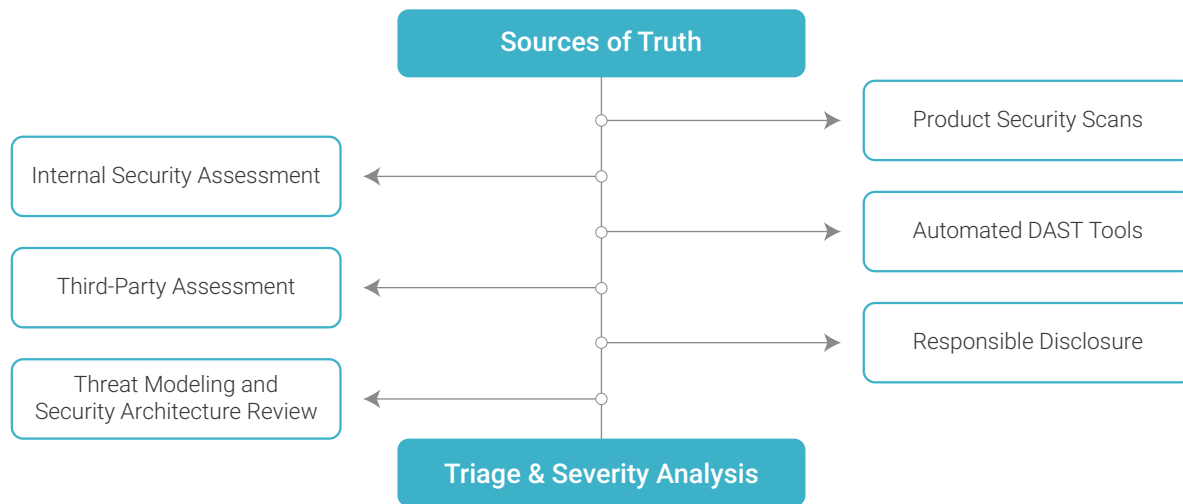 Sources of Truth
Product Security Scans
Internal Security Assessment
Automated DAST Tools
Third-Party Assessment
Responsible Disclosure
Threat Modeling and
Security Architecture Review
Triage & Severity Analysis